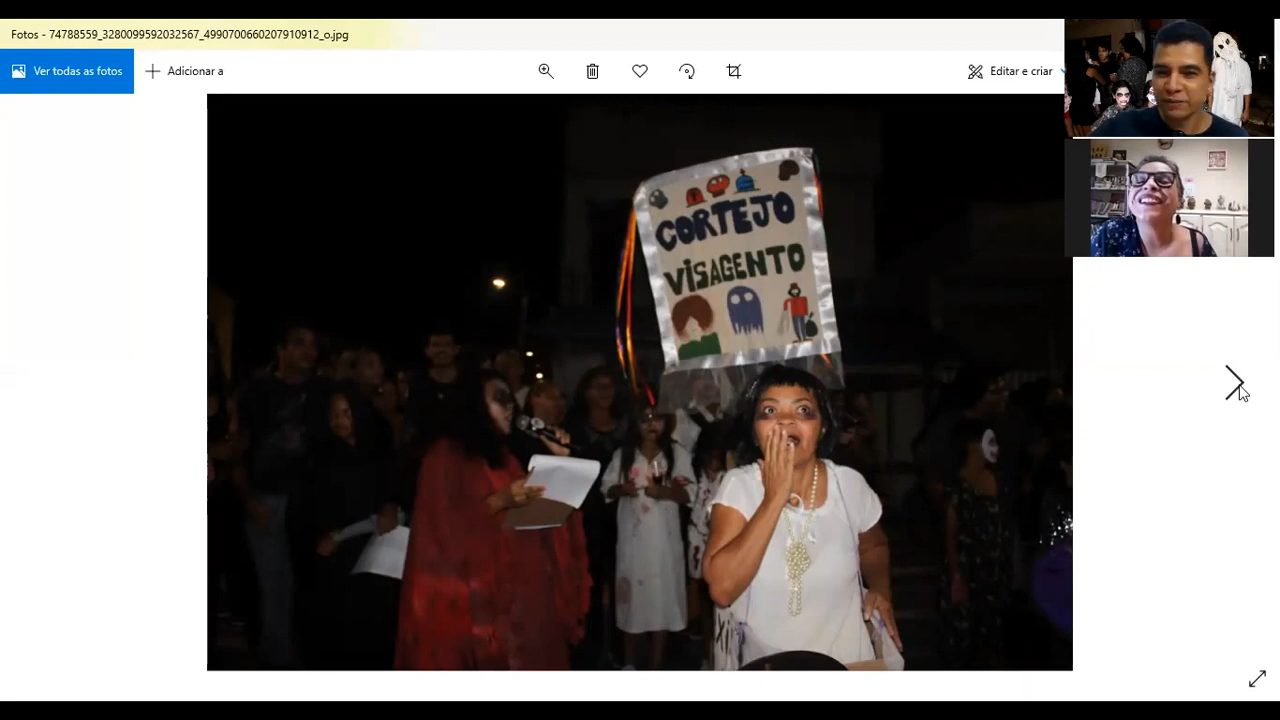 Fotos - 74788559_3280099592032567_4990700660207910912_o.jpg
Ver todas as fotos
Adicionar a
Editar e criar
CORTEJO
VISAGENTO